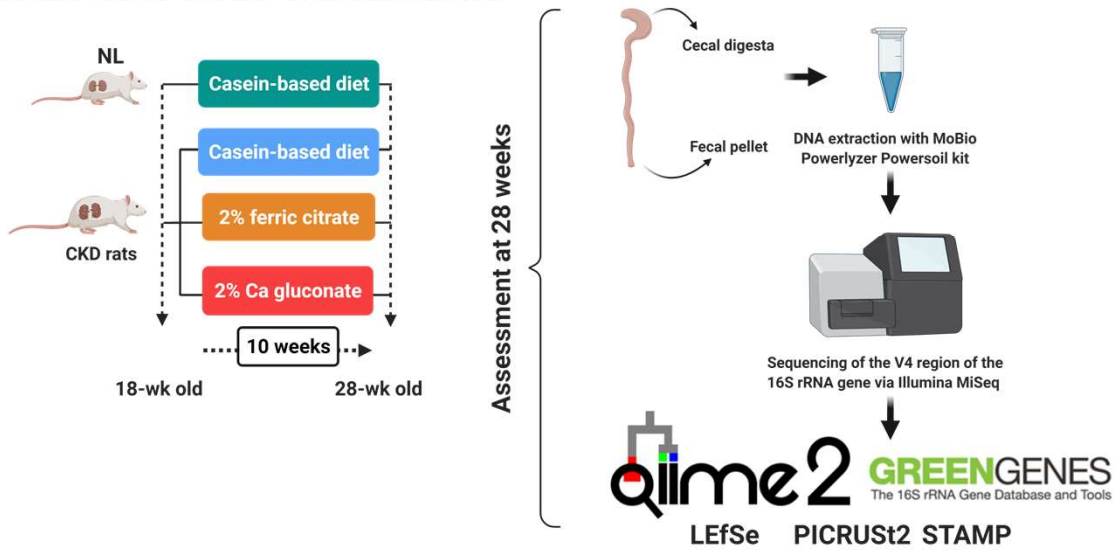 NL
Casein-based diet
Casein-based diet
2% ferric citrate
CKD rats
2% Ca gluconate
10 weeks
18-wk old
28-wk old
Assessment at 28 weeks
Cecal digesta
Fecal pellet
DNA extraction with MoBio
Powerlyzer Powersoil kit
Sequencing of the V4 region of the
16S rRNA gene via Illumina MiSeq
qiime 2
GREENGENES
The 16S rRNA Gene Database and Tools
LEfSe PICRUSt2 STAMP